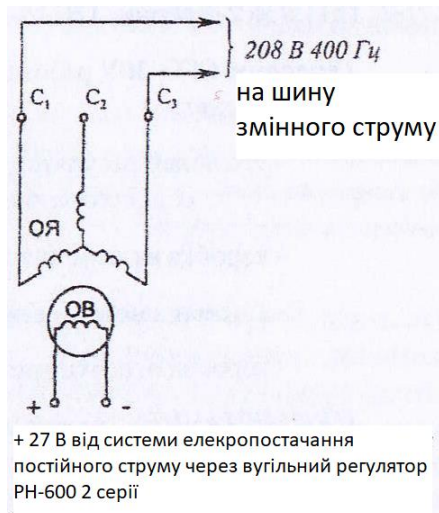 208 В 400 Гц
C₁ C₂ C₃
на шину
змінного струму
ОЯ
ОВ
+ -
+ 27 В від системи елекропостачання
постійного струму через вугільний регулятор
РН-600 2 серії